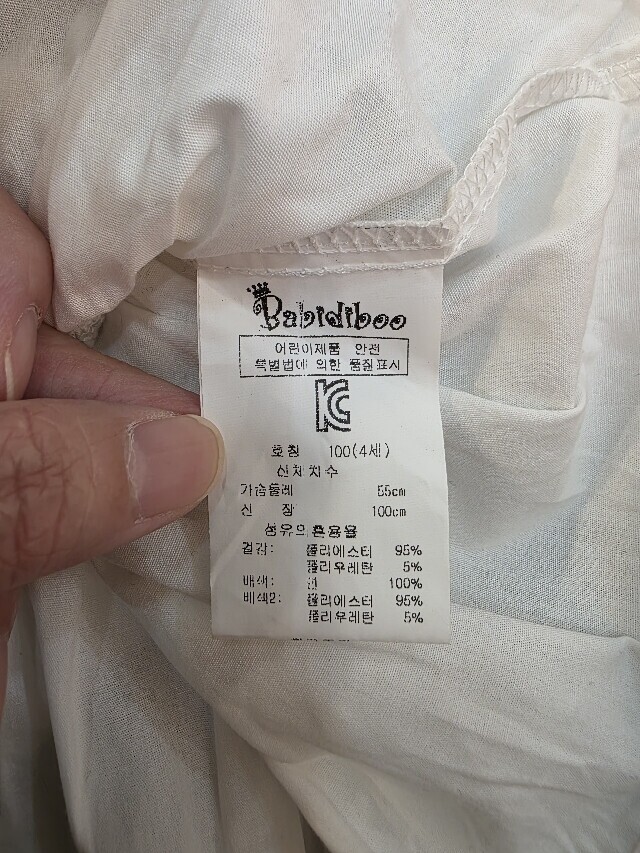 Babidiboo
어린이제품 안전
특별법에 의한 품질표시
KC
호칭 100(4세)
신체치수
가슴둘레 55cm
신 장 100cm
섬유의혼용율
겉감: 폴리에스터 95%
폴리우레탄 5%
배색: 면 100%
배색2: 폴리에스터 95%
폴리우레탄 5%